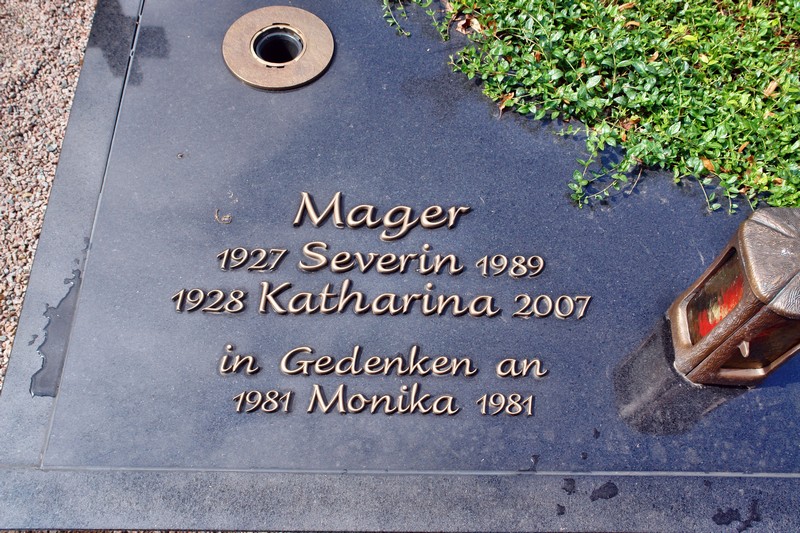 Mager
1927 Severin 1989
1928 Katharina 2007
in Gedenken an
1981 Monika 1981